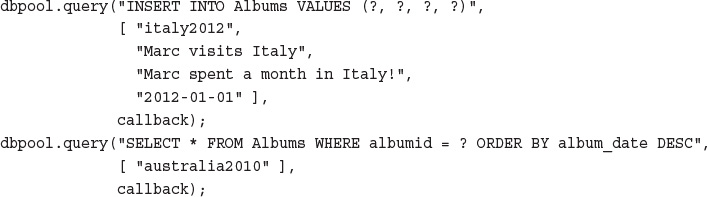 dbpool.query("INSERT INTO Albums VALUES (?, ?, ?, ?)",
[ "italy2012",
"Marc visits Italy",
"Marc spent a month in Italy!",
"2012-01-01" ],
callback);
dbpool.query("SELECT * FROM Albums WHERE albumid = ? ORDER BY album_date DESC",
[ "australia2010" ],
callback);